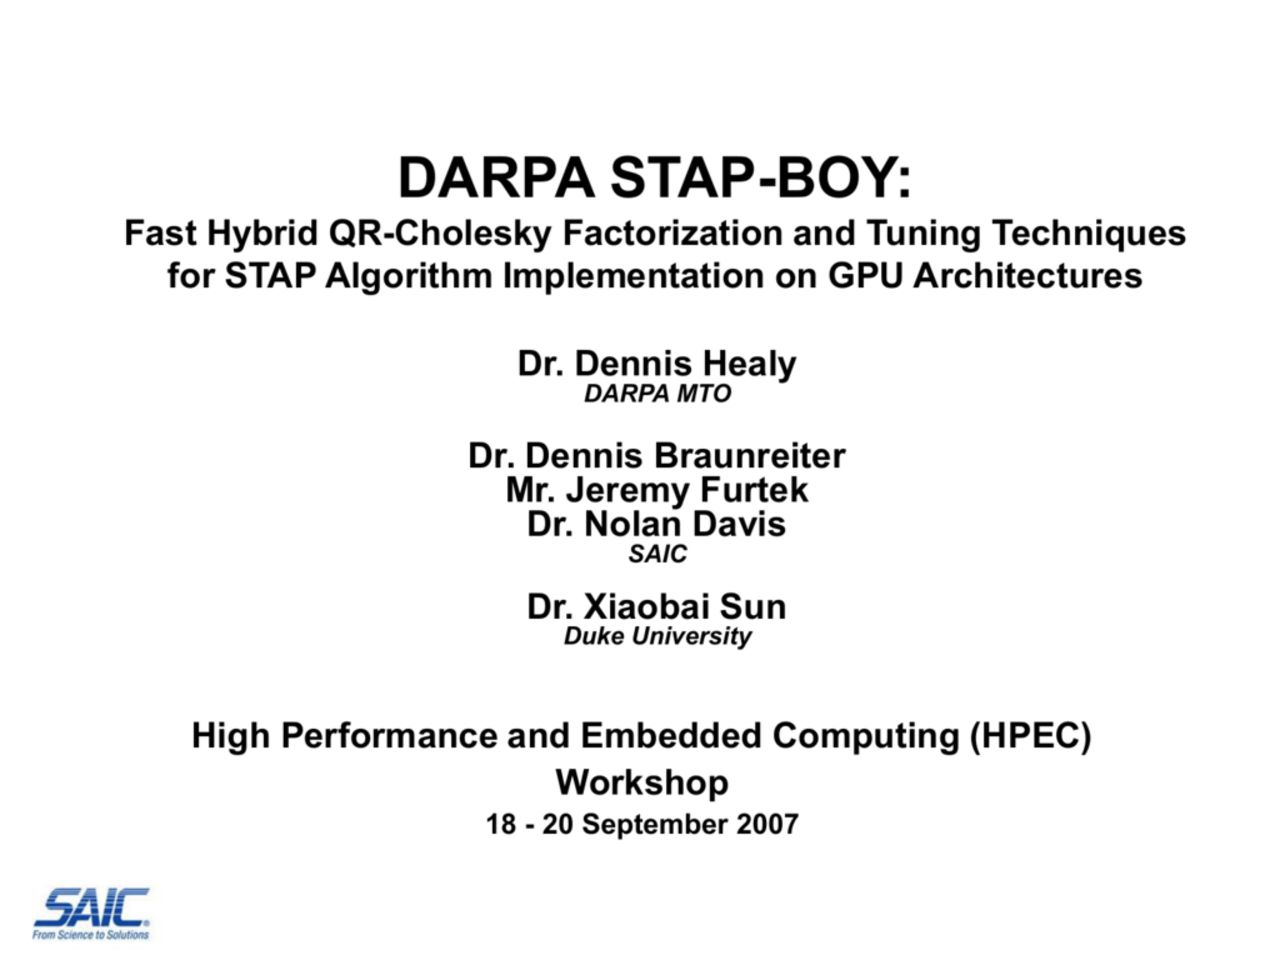 DARPA STAP-BOY:
Fast Hybrid QR-Cholesky Factorization and Tuning Techniques
for STAP Algorithm Implementation on GPU Architectures
Dr. Dennis Healy
DARPA MTO
Dr. Dennis Braunreiter
Mr. Jeremy Furtek
Dr. Nolan Davis
SAIC
Dr. Xiaobai Sun
Duke University
High Performance and Embedded Computing (HPEC)
Workshop
18 - 20 September 2007
SAIC®
From Science to Solutions